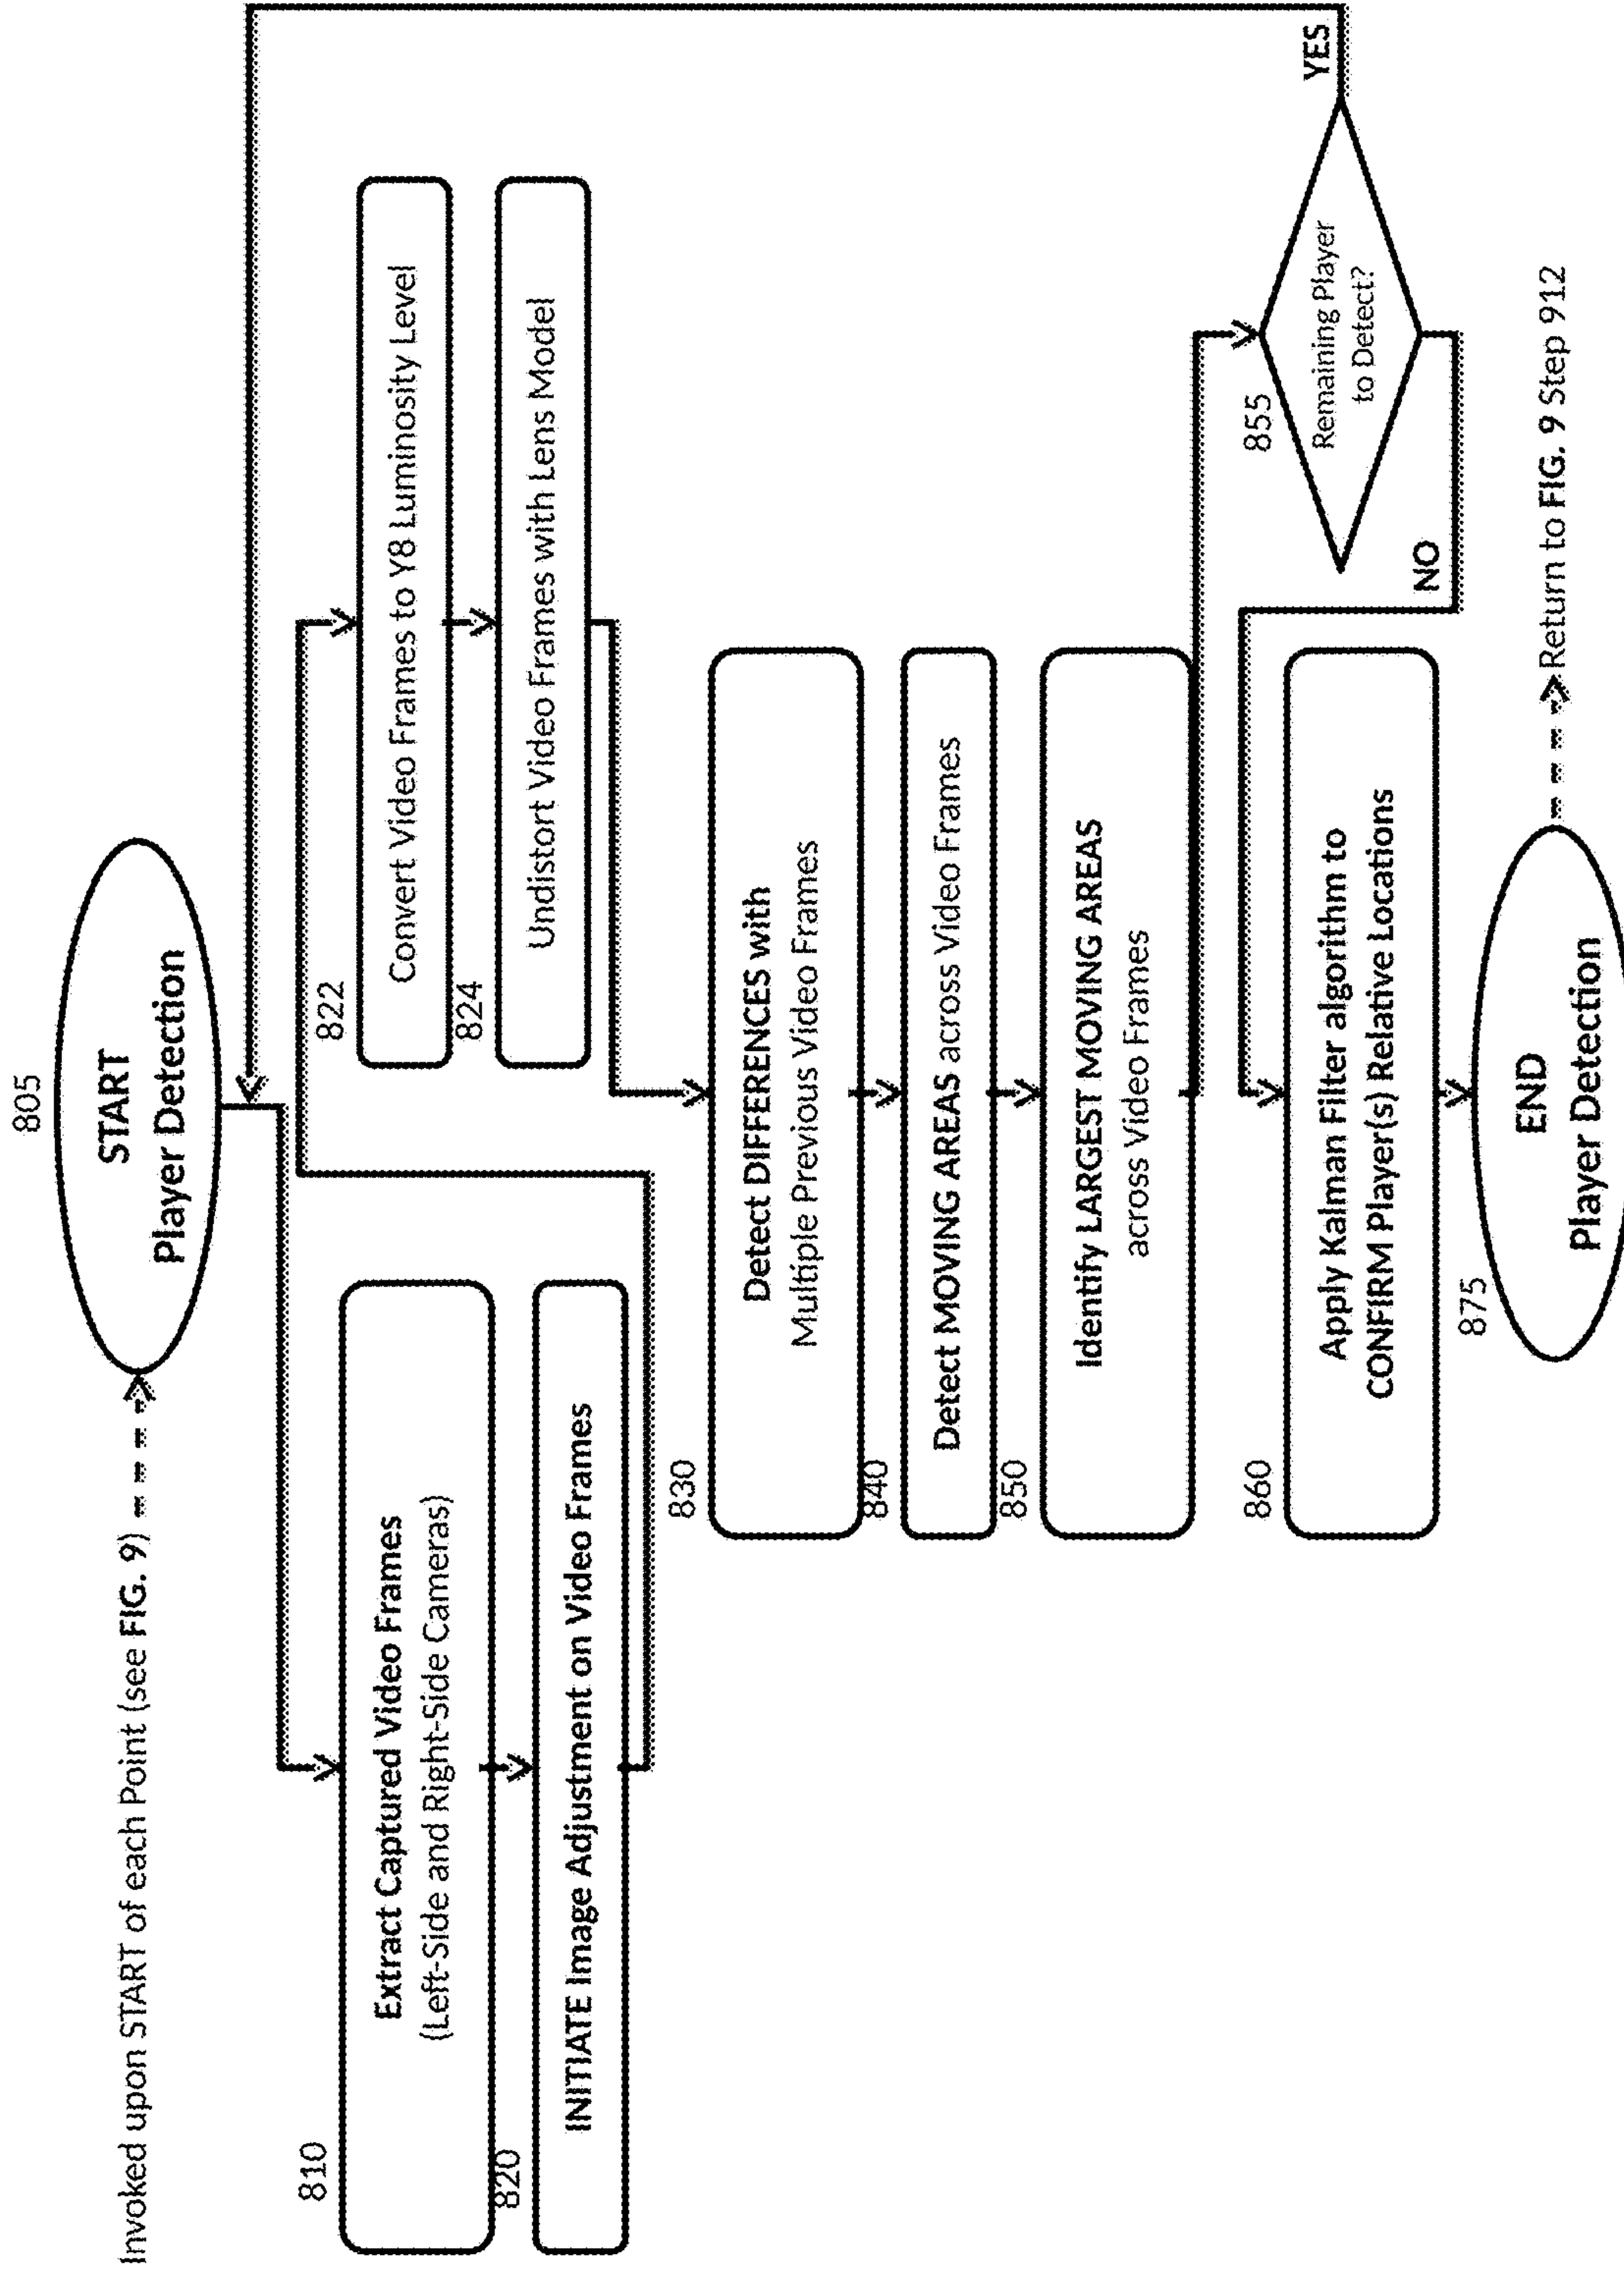 805
Invoked upon START of each Point (see FIG. 9)
START
Player Detection
810
Extract Captured Video Frames
(Left-Side and Right-Side Cameras)
820
INITIATE Image Adjustment on Video Frames
822
Convert Video Frames to Y8 Luminosity Level
824
Undistort Video Frames with Lens Model
830
Detect DIFFERENCES with
Multiple Previous Video Frames
840
Detect MOVING AREAS across Video Frames
850
Identify LARGEST MOVING AREAS
across Video Frames
855
Remaining Player
to Detect?
YES
NO
860
Apply Kalman Filter algorithm to
CONFIRM Player(s) Relative Locations
875
END
Player Detection
Return to FIG. 9 Step 912